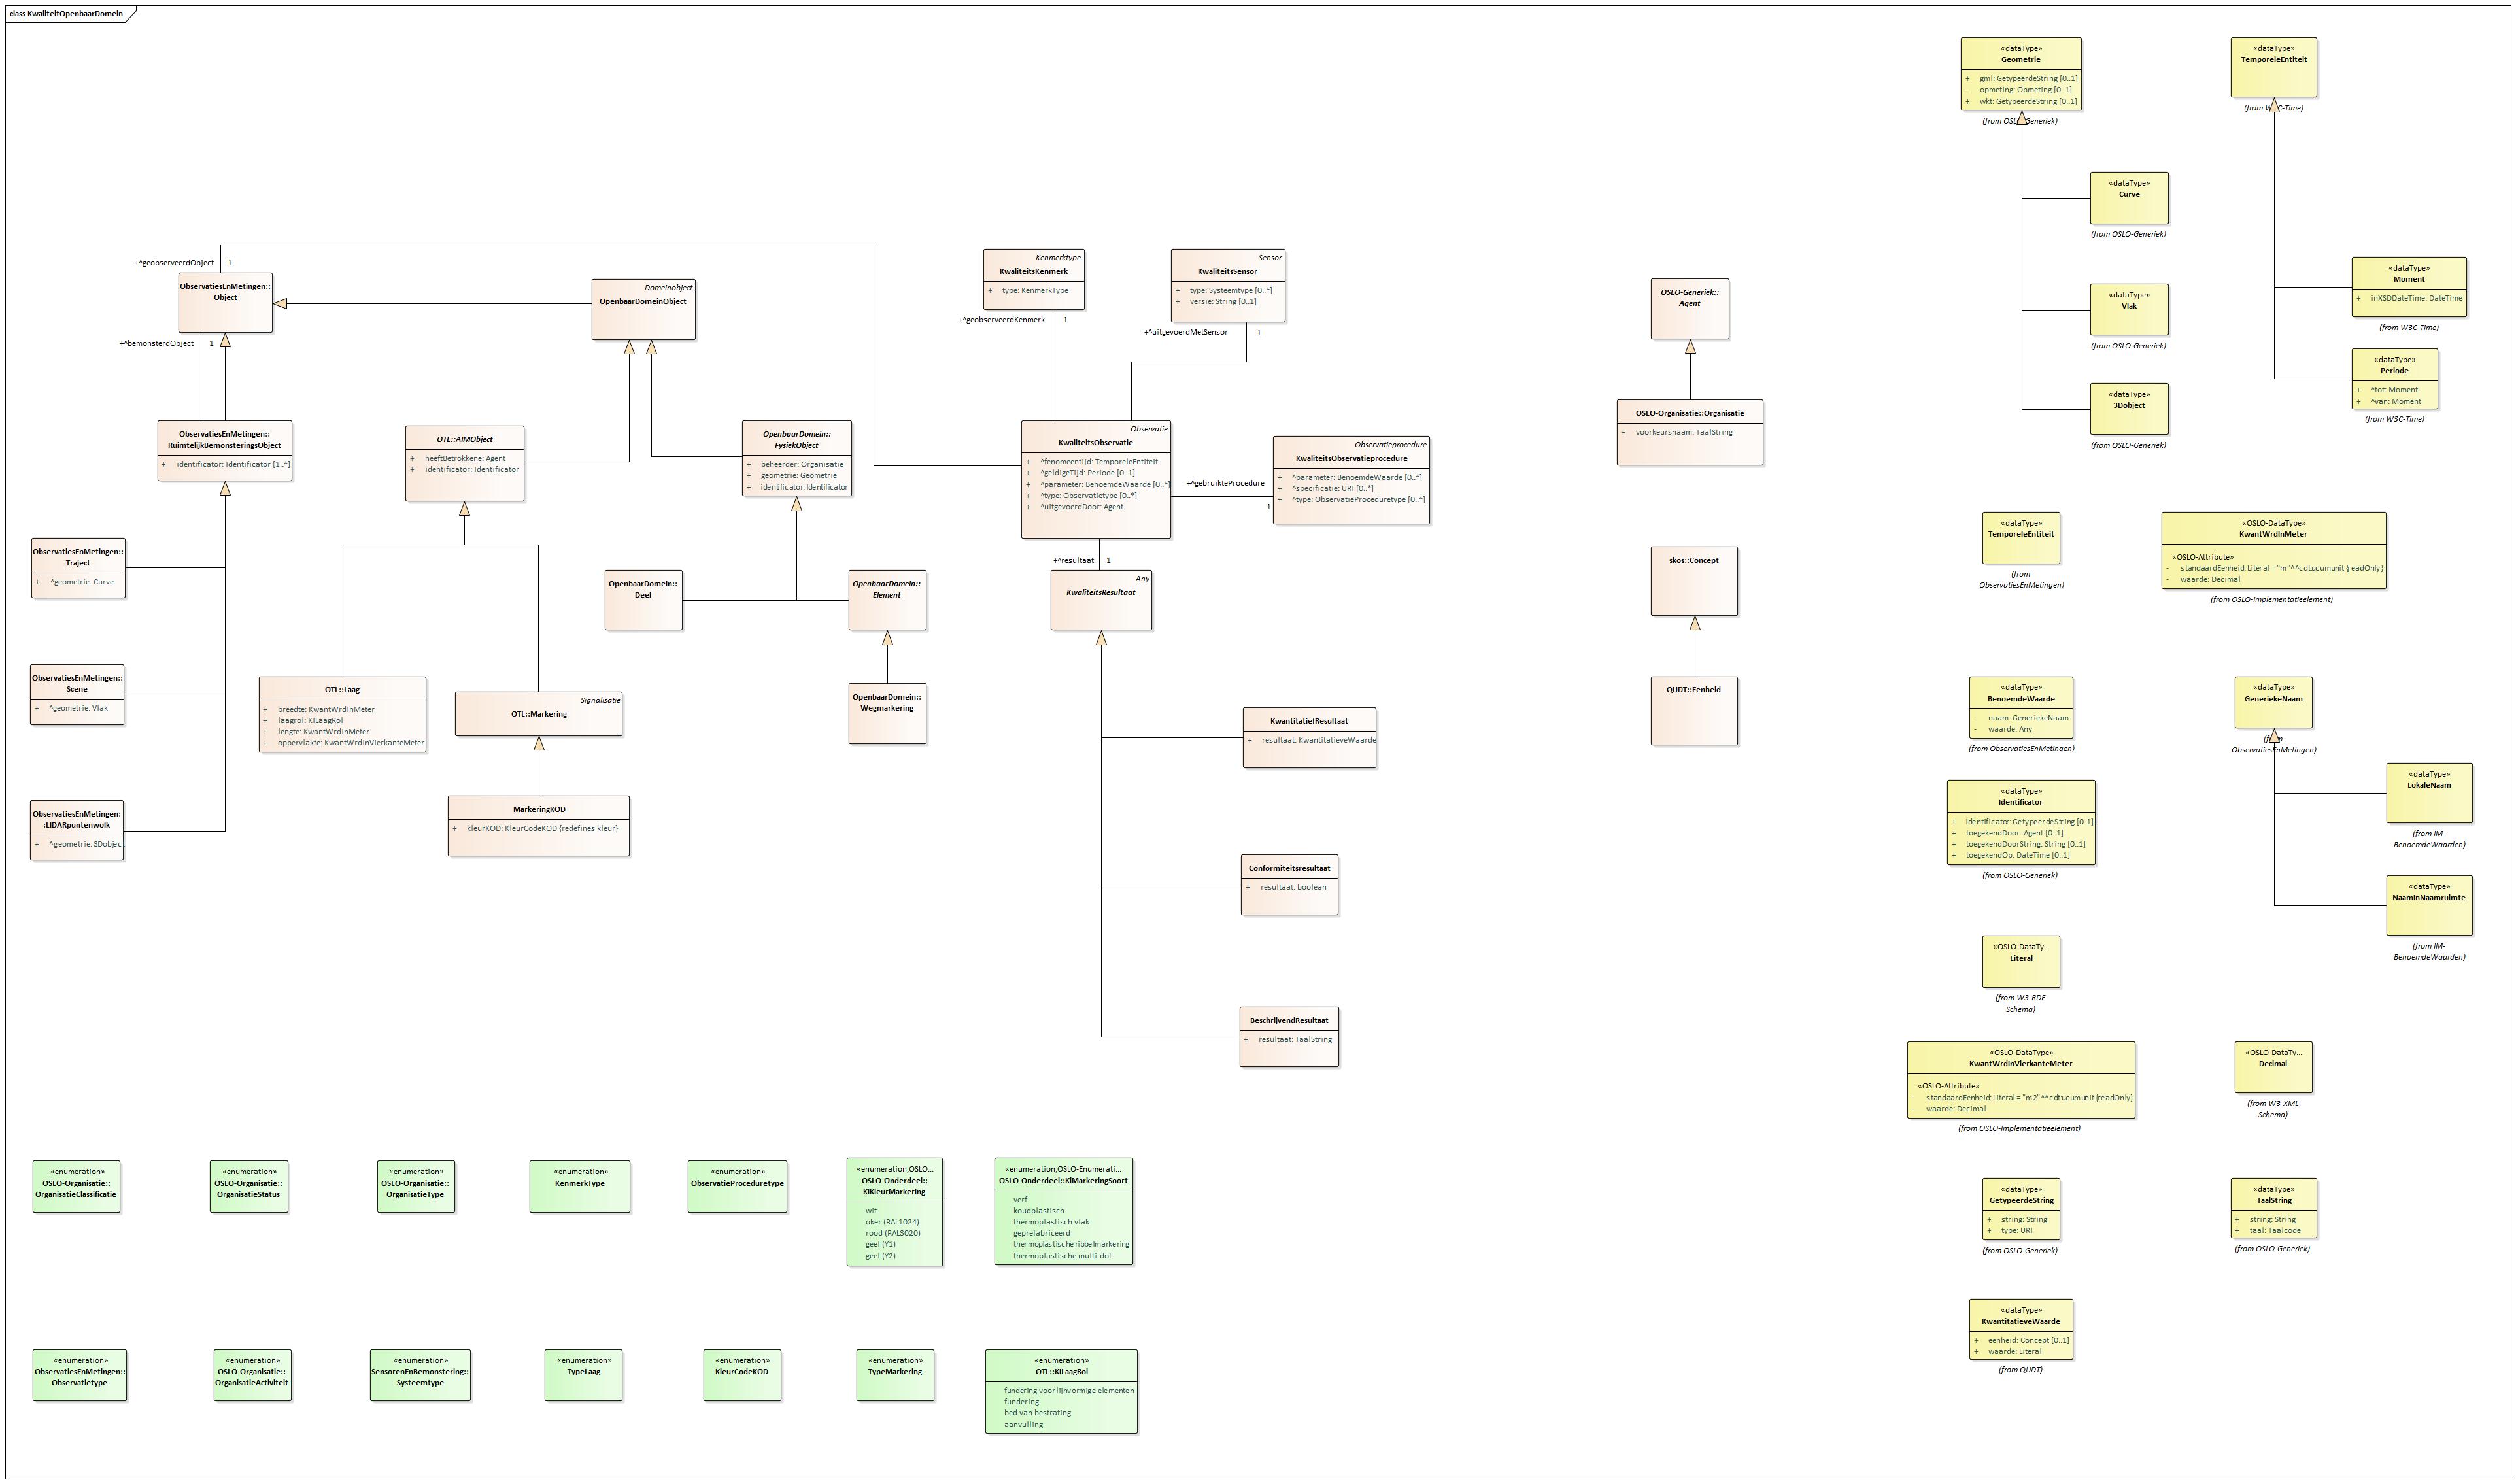 class KwaliteitOpenbaarDomein
+^geobserveerdObject
1
ObservatiesEnMetingen::
Object
+^bemonsterdObject
1
Domeinobject
OpenbaarDomeinObject
Kenmerktype
KwaliteitsKenmerk
+ type: KenmerkType
+^geobserveerdKenmerk
1
Sensor
KwaliteitsSensor
+ type: Systeemtype [0..*]
+ versie: String [0..1]
+^uitgevoerdMetSensor
1
ObservatiesEnMetingen::
RuimtelijkBemonsteringsObject
+ identificator: Identificator [1..*]
OTL::AIMObject
+ heeftBetrokkene: Agent
+ identificator: Identificator
OpenbaarDomein::
FysiekObject
+ beheerder: Organisatie
+ geometrie: Geometrie
+ identificator: Identificator
Observatie
KwaliteitsObservatie
+ ^fenomeentijd: TemporeleEntiteit
+ ^geldigeTijd: Periode [0..1]
+ ^parameter: BenoemdeWaarde [0..*]
+ ^type: Observatietype [0..*]
+ ^uitgevoerdDoor: Agent
+^gebruikteProcedure
1
Observatieprocedure
KwaliteitsObservatieprocedure
+ ^parameter: BenoemdeWaarde [0..*]
+ ^specificatie: URI [0..*]
+ ^type: ObservatieProceduretype [0..*]
+^resultaat
1
Any
KwaliteitsResultaat
ObservatiesEnMetingen::
Traject
+ ^geometrie: Curve
ObservatiesEnMetingen::
Scene
+ ^geometrie: Vlak
ObservatiesEnMetingen:
:LIDARpuntenwolk
+ ^geometrie: 3Dobject
OpenbaarDomein::
Deel
OpenbaarDomein::
Element
OpenbaarDomein::
Wegmarkering
OTL::Laag
+ breedte: KwantWrdInMeter
+ laagrol: KlLaagRol
+ lengte: KwantWrdInMeter
+ oppervlakte: KwantWrdInVierkanteMeter
Signalisatie
OTL::Markering
MarkeringKOD
+ kleurKOD: KleurCodeKOD {redefines kleur}
KwantitatiefResultaat
+ resultaat: KwantitatieveWaarde
Conformiteitsresultaat
+ resultaat: boolean
BeschrijvendResultaat
+ resultaat: TaalString
OSLO-Generiek::
Agent
OSLO-Organisatie::Organisatie
+ voorkeursnaam: TaalString
skos::Concept
QUDT::Eenheid
«dataType»
Geometrie
+ gml: GetypeerdeString [0..1]
- opmeting: Opmeting [0..1]
+ wkt: GetypeerdeString [0..1]
(from OSLO-Generiek)
«dataType»
TemporeleEntiteit
(from W3C-Time)
«dataType»
Curve
(from OSLO-Generiek)
«dataType»
Vlak
(from OSLO-Generiek)
«dataType»
3Dobject
(from OSLO-Generiek)
«dataType»
Moment
+ inXSDDateTime: DateTime
(from W3C-Time)
«dataType»
Periode
+ ^tot: Moment
+ ^van: Moment
(from W3C-Time)
«dataType»
TemporeleEntiteit
(from
ObservatiesEnMetingen)
«OSLO-DataType»
KwantWrdInMeter
«OSLO-Attribute»
- standaardEenheid: Literal = "m"^^cdt:ucumunit {readOnly}
- waarde: Decimal
(from OSLO-Implementatieelement)
«dataType»
BenoemdeWaarde
- naam: GeneriekeNaam
- waarde: Any
(from ObservatiesEnMetingen)
«dataType»
GeneriekeNaam
(from
ObservatiesEnMetingen)
«dataType»
Identificator
+ identificator: GetypeerdeString [0..1]
+ toegekendDoor: Agent [0..1]
+ toegekendDoorString: String [0..1]
+ toegekendOp: DateTime [0..1]
(from OSLO-Generiek)
«dataType»
LokaleNaam
(from IM-
BenoemdeWaarden)
«dataType»
NaamInNaamruimte
(from IM-
BenoemdeWaarden)
«OSLO-DataTy...
Literal
(from W3-RDF-
Schema)
«OSLO-DataType»
KwantWrdInVierkanteMeter
«OSLO-Attribute»
- standaardEenheid: Literal = "m2"^^cdt:ucumunit {readOnly}
- waarde: Decimal
(from OSLO-Implementatieelement)
«OSLO-DataTy...
Decimal
(from W3-XML-
Schema)
«dataType»
GetypeerdeString
+ string: String
+ type: URI
(from OSLO-Generiek)
«dataType»
TaalString
+ string: String
+ taal: Taalcode
(from OSLO-Generiek)
«dataType»
KwantitatieveWaarde
+ eenheid: Concept [0..1]
+ waarde: Literal
(from QUDT)
«enumeration»
OSLO-Organisatie::
OrganisatieClassificatie
«enumeration»
OSLO-Organisatie::
OrganisatieStatus
«enumeration»
OSLO-Organisatie::
OrganisatieType
«enumeration»
KenmerkType
«enumeration»
ObservatieProceduretype
«enumeration,OSLO...
OSLO-Onderdeel::
KlKleurMarkering
wit
oker (RAL1024)
rood (RAL3020)
geel (Y1)
geel (Y2)
«enumeration,OSLO-Enumerati...
OSLO-Onderdeel::KlMarkeringSoort
verf
koudplastisch
thermoplastisch vlak
geprefabriceerd
thermoplastische ribbelmarkering
thermoplastische multi-dot
«enumeration»
ObservatiesEnMetingen::
Observatietype
«enumeration»
OSLO-Organisatie::
OrganisatieActiviteit
«enumeration»
SensorenEnBemonstering::
Systeemtype
«enumeration»
TypeLaag
«enumeration»
KleurCodeKOD
«enumeration»
TypeMarkering
«enumeration»
OTL::KlLaagRol
fundering voor lijnvormige elementen
fundering
bed van bestrating
aanvulling